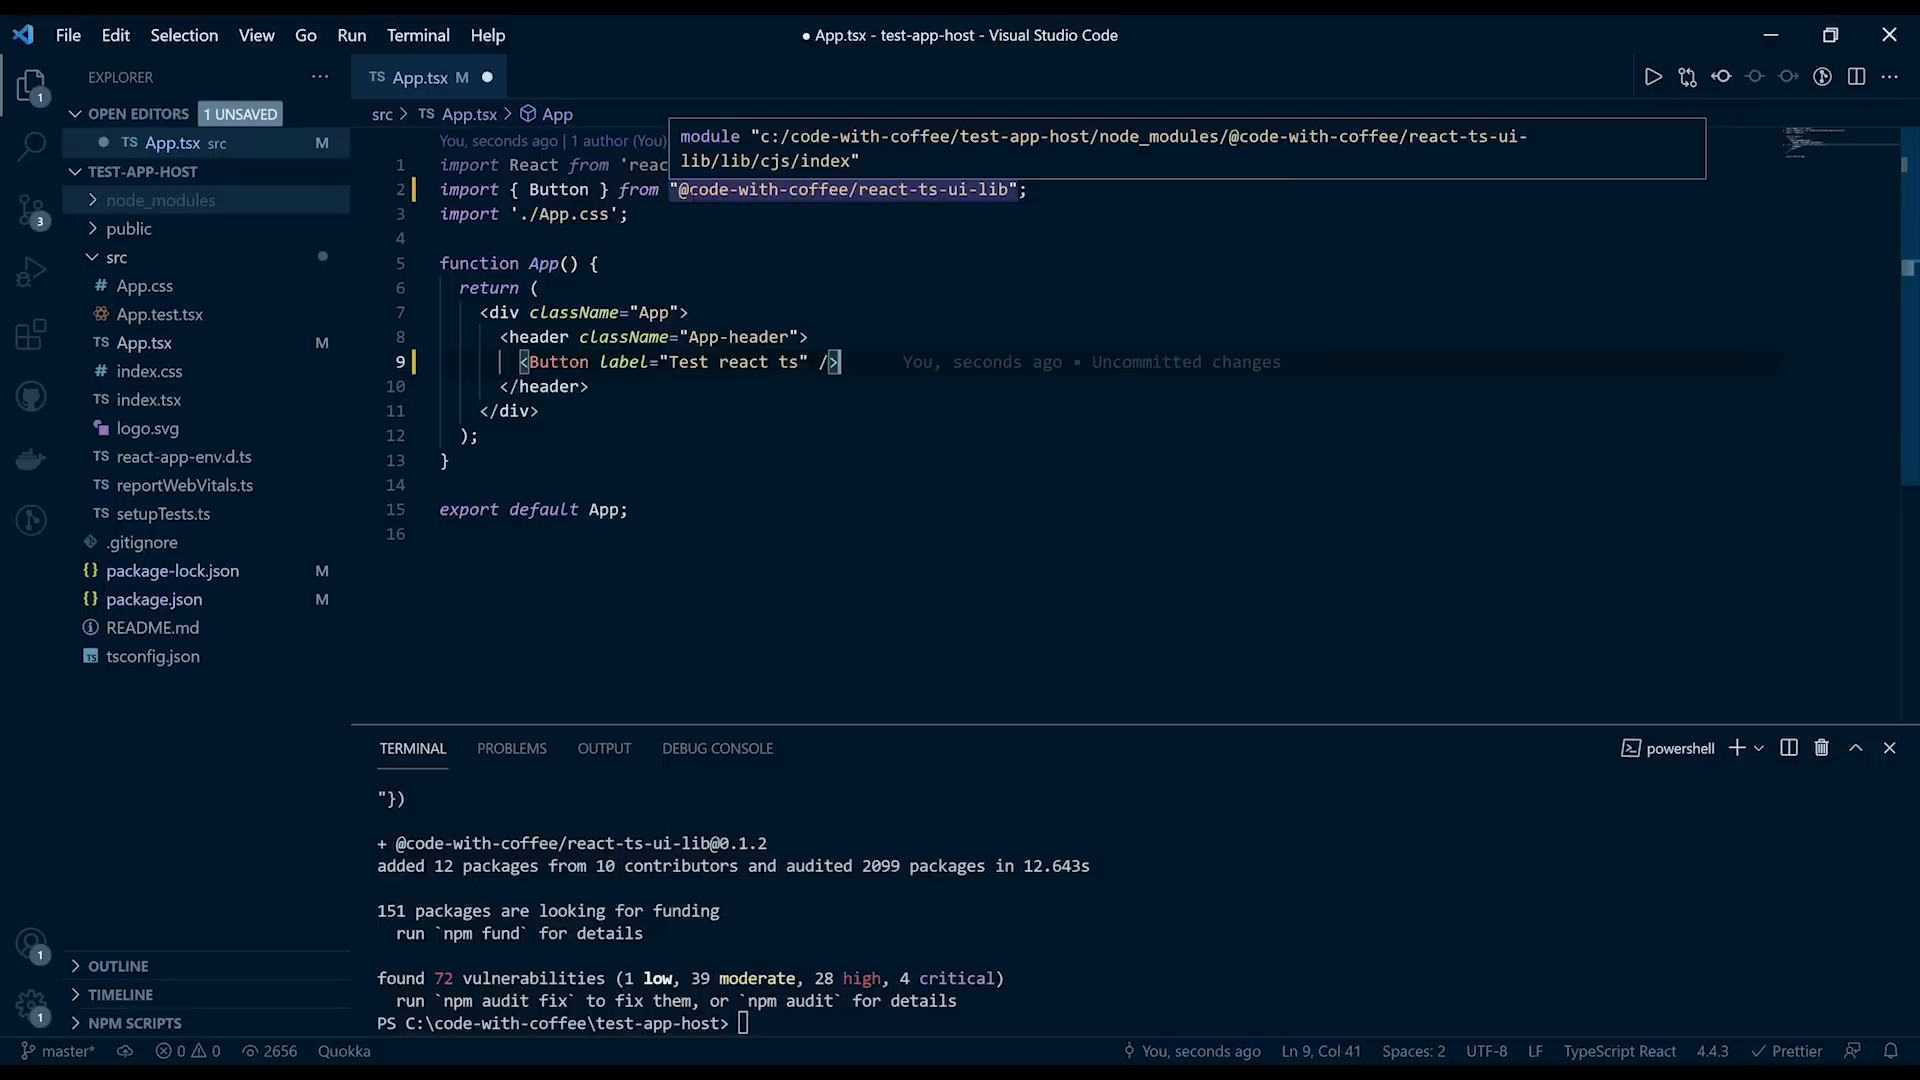 File Edit Selection View Go Run Terminal Help
● App.tsx - test-app-host - Visual Studio Code
EXPLORER
OPEN EDITORS 1 UNSAVED
TS App.tsx src M
TEST-APP-HOST
node_modules
public
src
# App.css
App.test.tsx
TS App.tsx M
# index.css
TS index.tsx
logo.svg
TS react-app-env.d.ts
TS reportWebVitals.ts
TS setupTests.ts
.gitignore
{} package-lock.json M
{} package.json M
README.md
TS tsconfig.json
OUTLINE
TIMELINE
NPM SCRIPTS
1
3
1
1
TS App.tsx M ●
src > TS App.tsx > App
You, seconds ago | 1 author (You)
module "c:/code-with-coffee/test-app-host/node_modules/@code-with-coffee/react-ts-ui-
lib/lib/cjs/index"
1 import React from 'reac
2 import { Button } from "@code-with-coffee/react-ts-ui-lib";
3 import './App.css';
4
5 function App() {
6 return (
7 <div className="App">
8 <header className="App-header">
9 <Button label="Test react ts" /> You, seconds ago • Uncommitted changes
10 </header>
11 </div>
12 );
13 }
14
15 export default App;
16
TERMINAL PROBLEMS OUTPUT DEBUG CONSOLE
powershell
"})
+ @code-with-coffee/react-ts-ui-lib@0.1.2
added 12 packages from 10 contributors and audited 2099 packages in 12.643s
151 packages are looking for funding
run `npm fund` for details
found 72 vulnerabilities (1 low, 39 moderate, 28 high, 4 critical)
run `npm audit fix` to fix them, or `npm audit` for details
PS C:\code-with-coffee\test-app-host>
master* 0 0 2656 Quokka
You, seconds ago Ln 9, Col 41 Spaces: 2 UTF-8 LF TypeScript React 4.4.3 Prettier